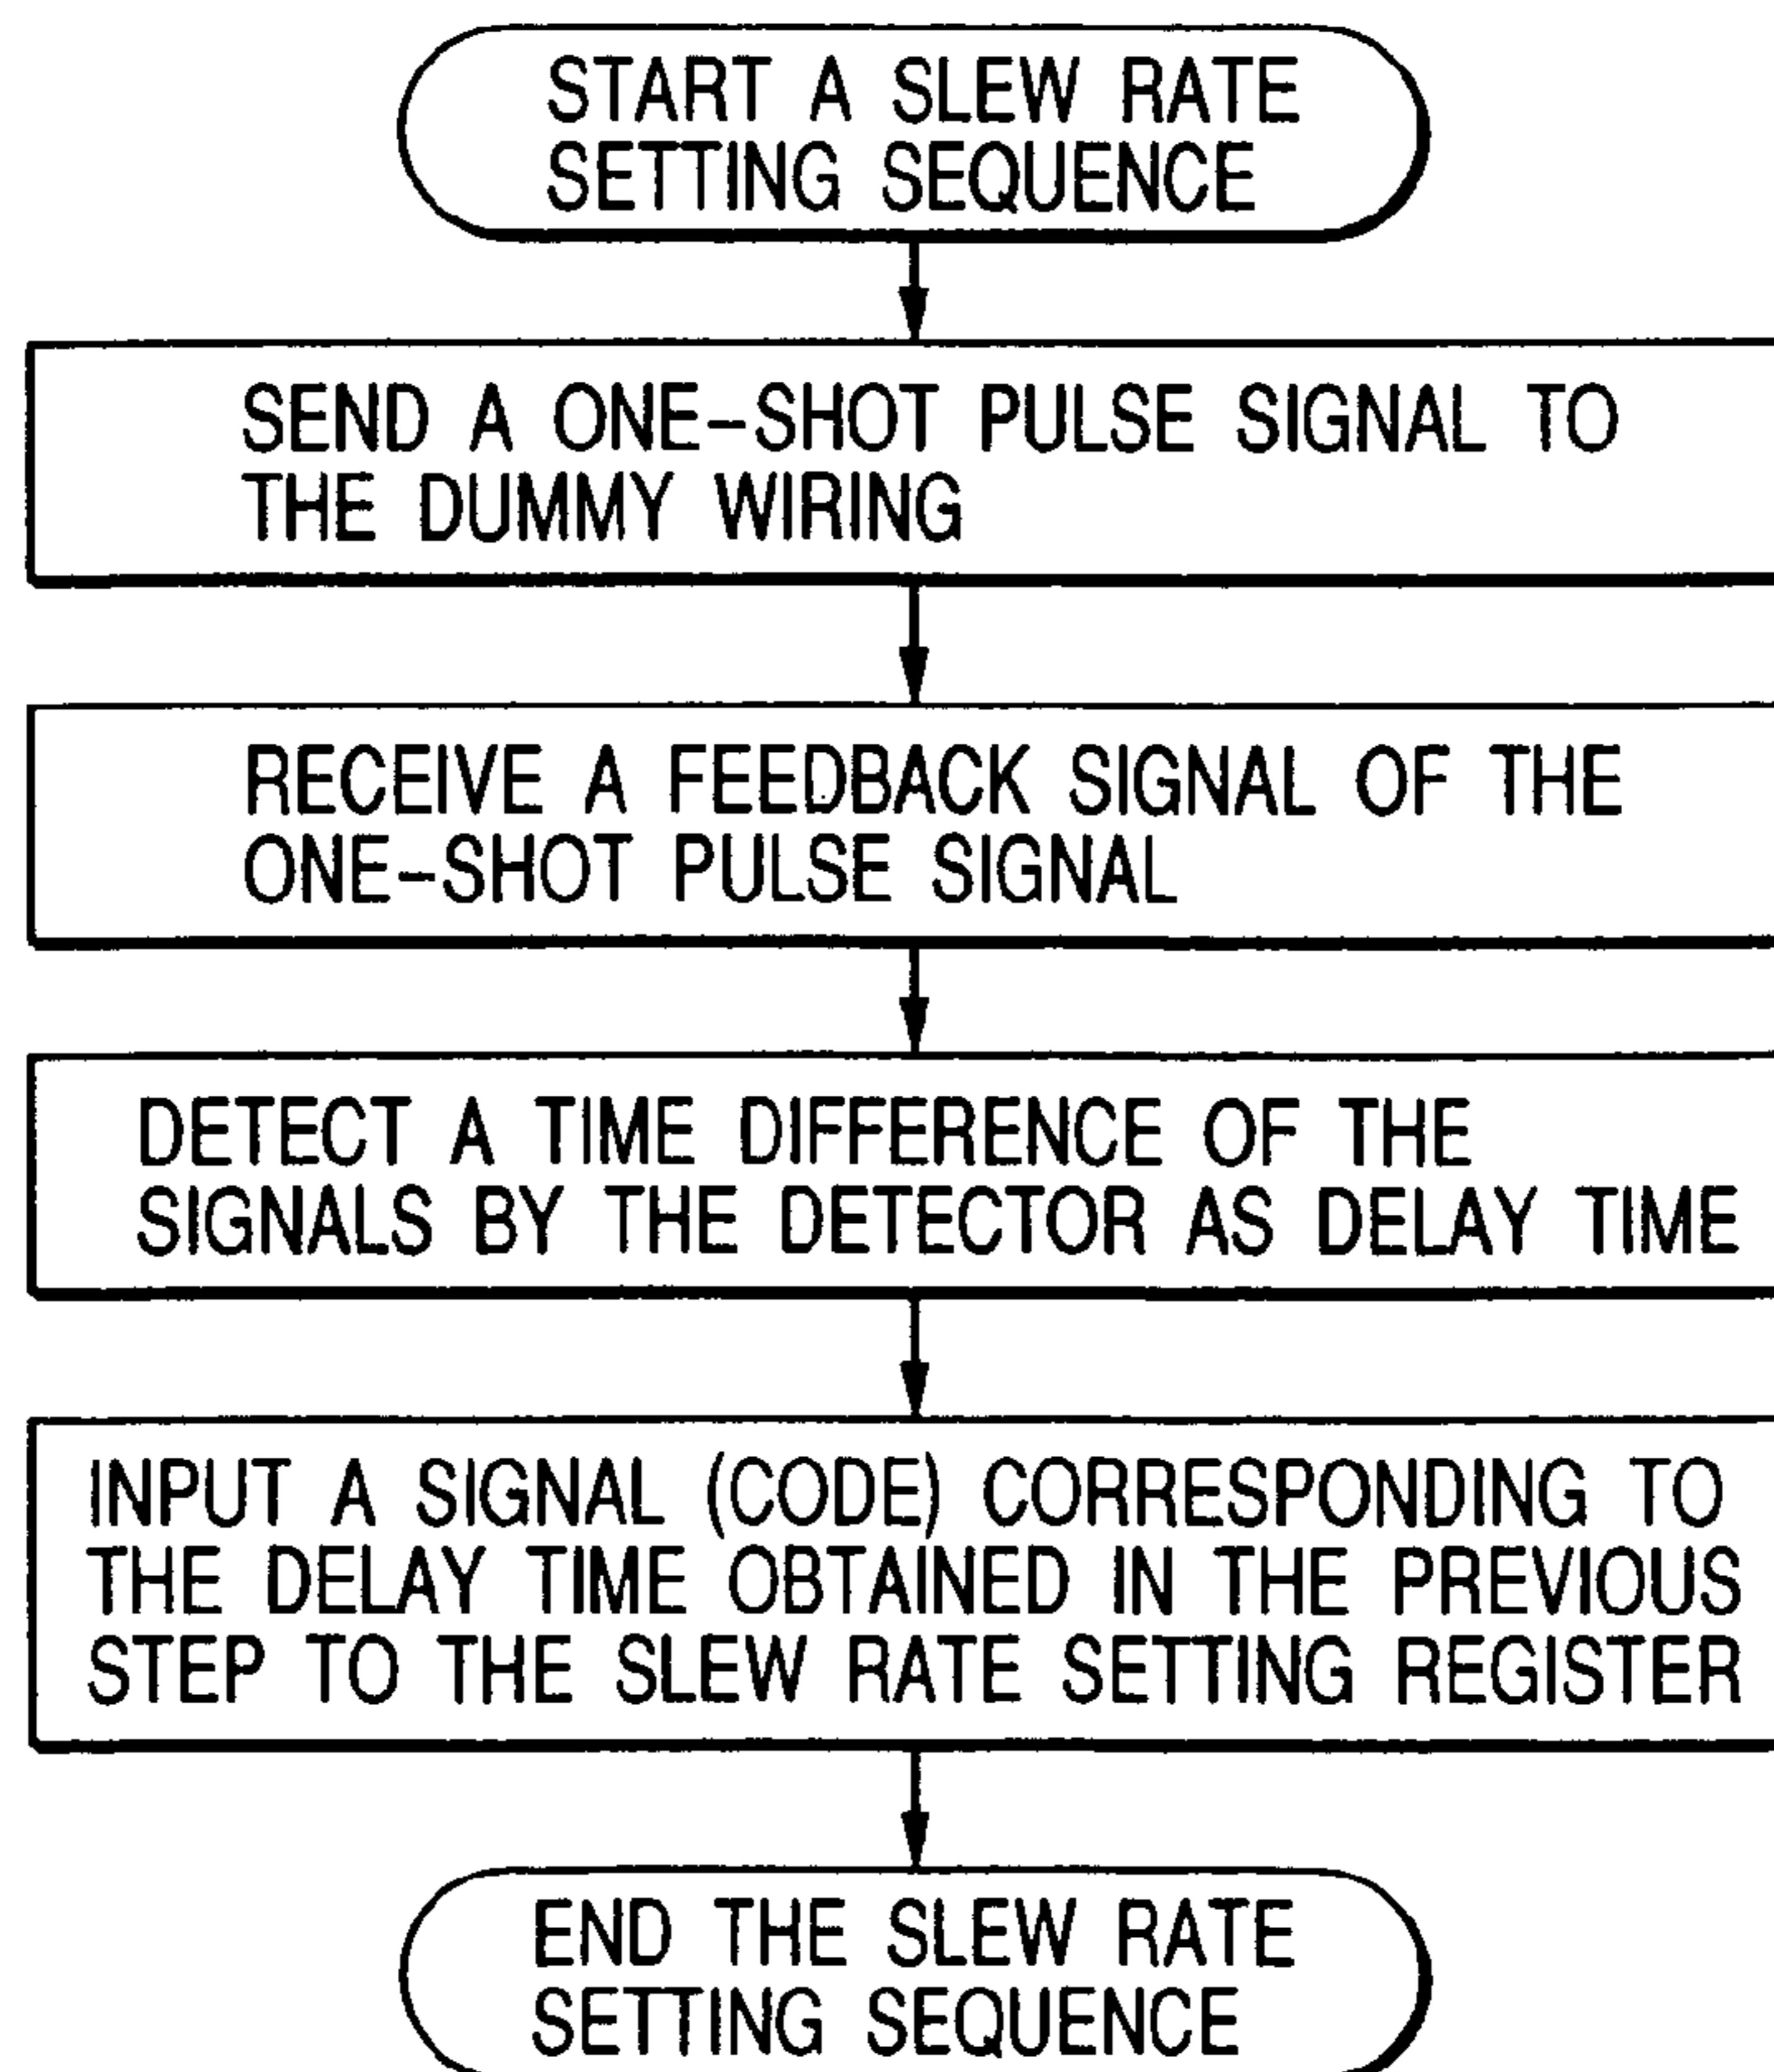 START A SLEW RATE
SETTING SEQUENCE
SEND A ONE-SHOT PULSE SIGNAL TO
THE DUMMY WIRING
RECEIVE A FEEDBACK SIGNAL OF THE
ONE-SHOT PULSE SIGNAL
DETECT A TIME DIFFERENCE OF THE
SIGNALS BY THE DETECTOR AS DELAY TIME
INPUT A SIGNAL (CODE) CORRESPONDING TO
THE DELAY TIME OBTAINED IN THE PREVIOUS
STEP TO THE SLEW RATE SETTING REGISTER
END THE SLEW RATE
SETTING SEQUENCE